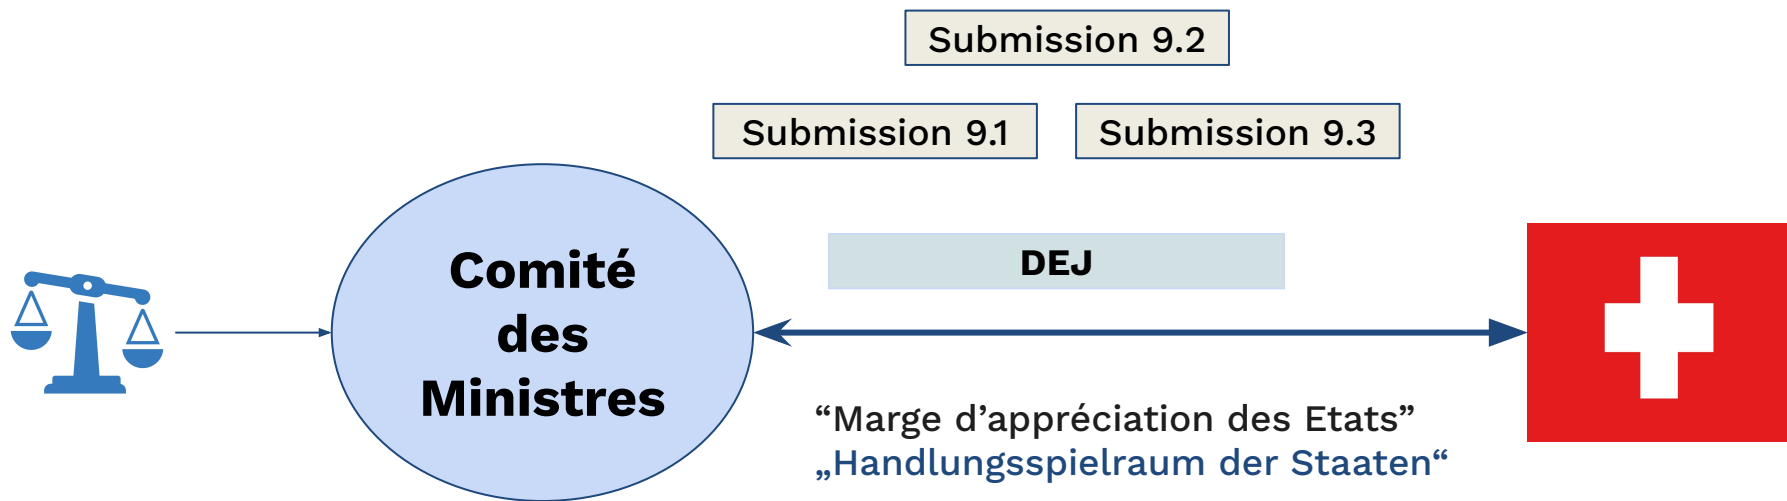 Submission 9.2
Submission 9.1
Submission 9.3
Comité
des
Ministres
DEJ
“Marge d’appréciation des Etats”
„Handlungsspielraum der Staaten“